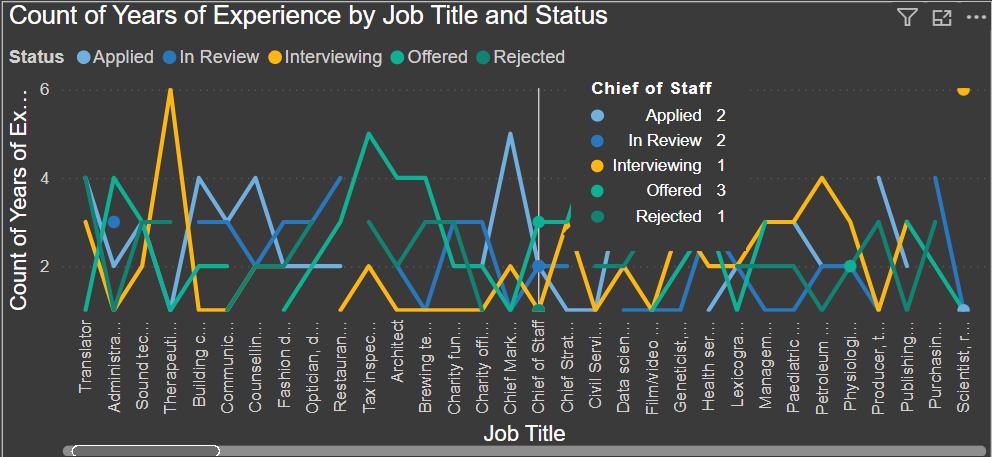 Count of Years of Experience by Job Title and Status
Status Applied In Review Interviewing Offered Rejected
Count of Years of Ex...
6
4
2
Chief of Staff
Applied 2
In Review 2
Interviewing 1
Offered 3
Rejected 1
Translator
Administra...
Sound tec...
Therapeuti...
Building c...
Communic...
Counsellin...
Fashion d...
Optician, d...
Restauran...
Tax inspec...
Architect
Brewing te...
Charity fun...
Charity offi...
Chief Mark...
Chief of Staff
Chief Strat...
Civil Servi...
Data scien...
Film/video ...
Geneticist, ...
Health ser...
Lexicogra...
Managem...
Paediatric ...
Petroleum ...
Physiologi...
Producer, t...
Publishing...
Purchasin...
Scientist, r...
Job Title